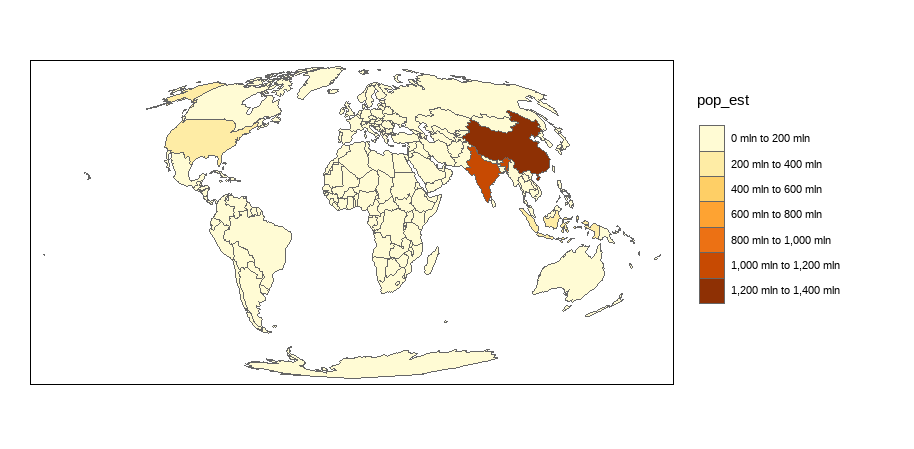 pop_est
0 mln to 200 mln
200 mln to 400 mln
400 mln to 600 mln
600 mln to 800 mln
800 mln to 1,000 mln
1,000 mln to 1,200 mln
1,200 mln to 1,400 mln